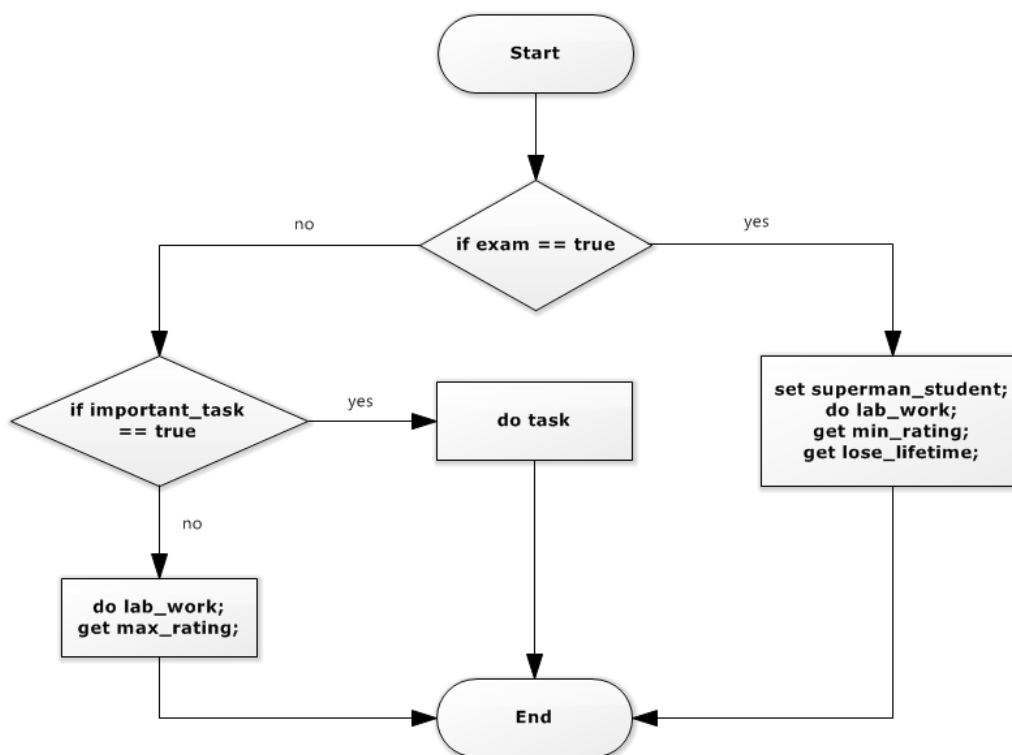 Start
no
yes
if exam == true
if important_task
== true
yes
do task
set superman_student;
do lab_work;
get min_rating;
get lose_lifetime;
no
do lab_work;
get max_rating;
End